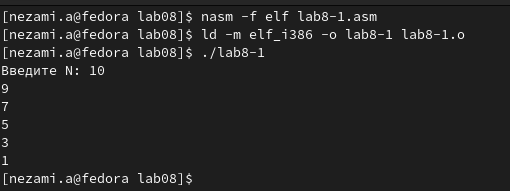 [nezami.a@fedora lab08]$ nasm -f elf lab8-1.asm
[nezami.a@fedora lab08]$ ld -m elf_i386 -o lab8-1 lab8-1.o
[nezami.a@fedora lab08]$ ./lab8-1
Введите N: 10
9
7
5
3
1
[nezami.a@fedora lab08]$